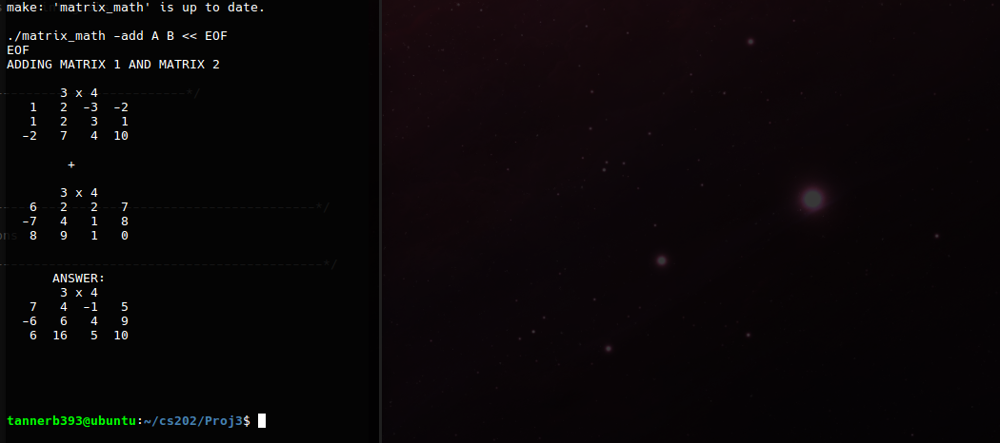 make: 'matrix_math' is up to date.
./matrix_math -add A B << EOF
EOF
ADDING MATRIX 1 AND MATRIX 2
3 x 4
1 2 -3 -2
1 2 3 1
-2 7 4 10
+
3 x 4
6 2 2 7
-7 4 1 8
8 9 1 0
ANSWER:
3 x 4
7 4 -1 5
-6 6 4 9
6 16 5 10
tannerb393@ubuntu:~/cs202/Proj3$